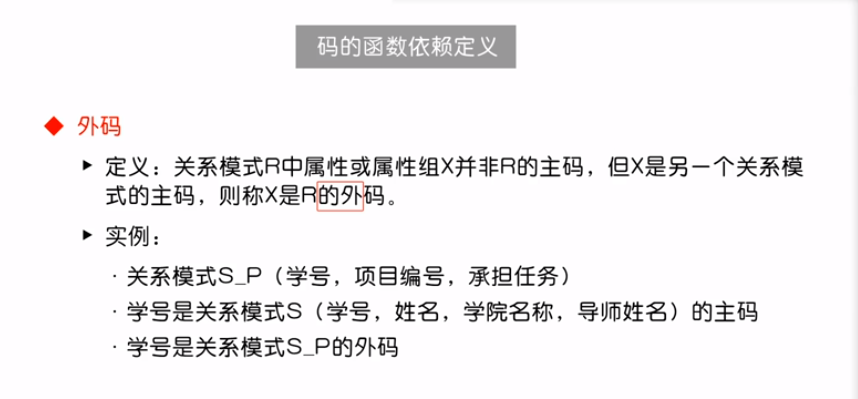 码的函数依赖定义
◆ 外码
▸ 定义：关系模式R中属性或属性组X并非R的主码，但X是另一个关系模
式的主码，则称X是R的外码。
▸ 实例：
· 关系模式S_P（学号，项目编号，承担任务）
· 学号是关系模式S（学号，姓名，学院名称，导师姓名）的主码
· 学号是关系模式S_P的外码